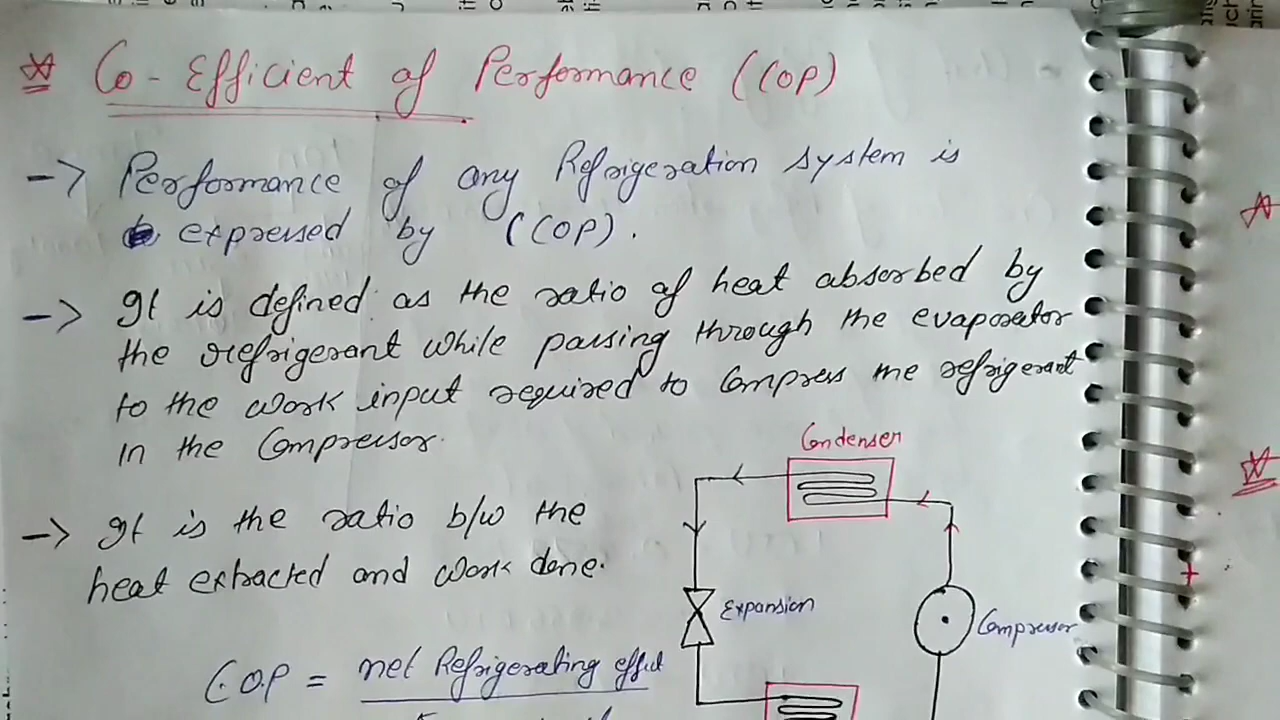 Co-Efficient of Performance (COP)
-> Performance of any Refrigeration system is
expressed by (COP).
-> It is defined as the ratio of heat absorbed by
the refrigerant while passing through the evaporator
to the work input required to compress the refrigerant
in the Compressor.
-> It is the ratio b/w the
heat extracted and work done.
C.O.P = net Refrigerating effect
Condenser
Expansion
Compressor